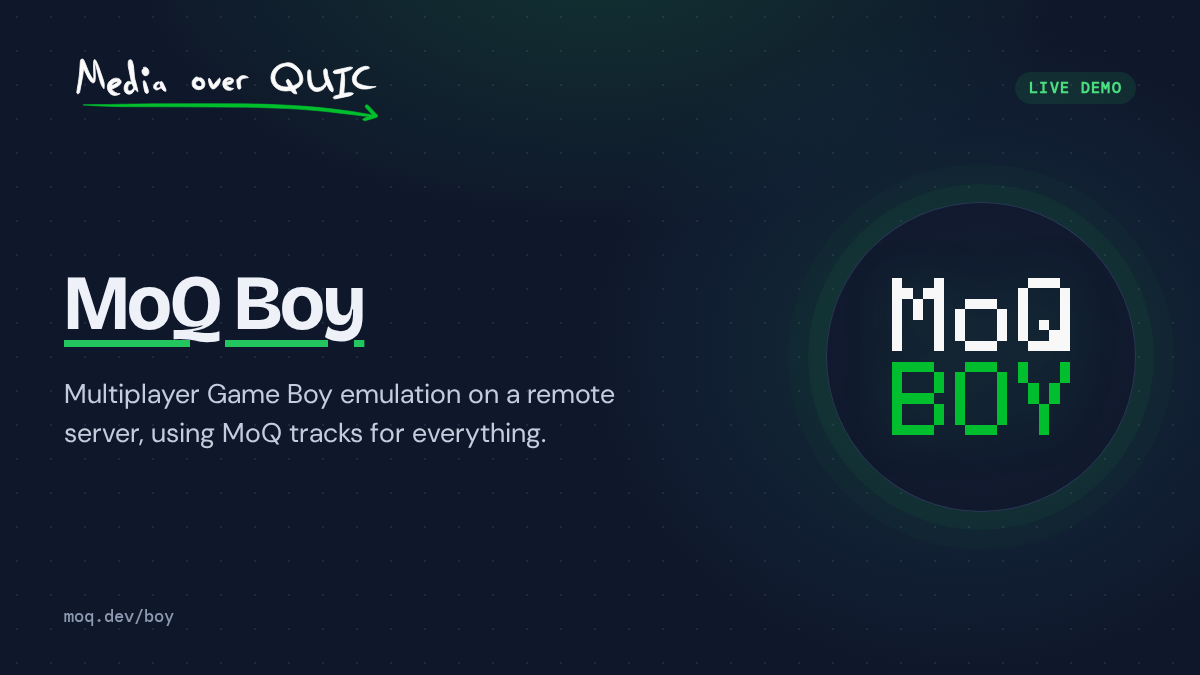 Media over QUIC
LIVE DEMO
MoQ Boy
Multiplayer Game Boy emulation on a remote
server, using MoQ tracks for everything.
MoQ
BOY
moq.dev/boy